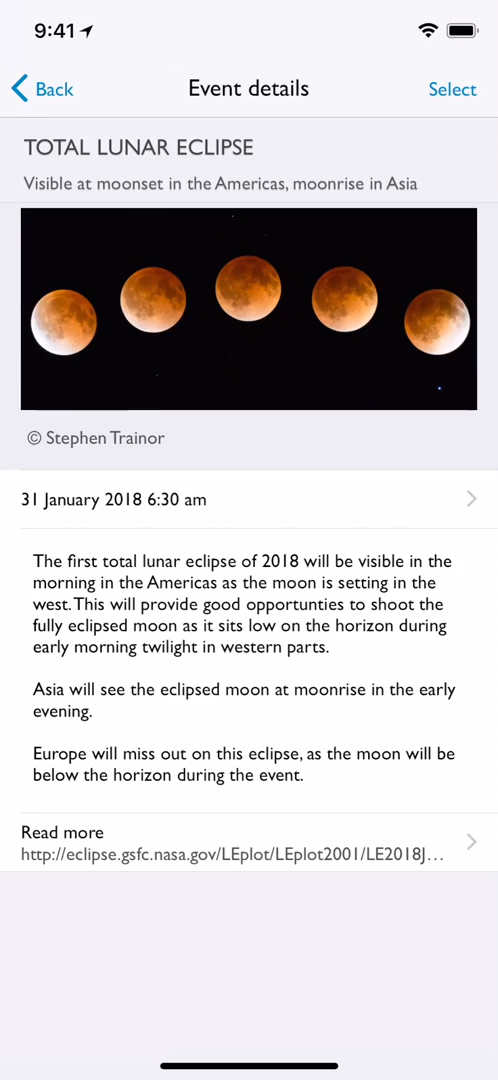 9:41
Back
Event details
Select
TOTAL LUNAR ECLIPSE
Visible at moonset in the Americas, moonrise in Asia
© Stephen Trainor
31 January 2018 6:30 am
The first total lunar eclipse of 2018 will be visible in the
morning in the Americas as the moon is setting in the
west. This will provide good opportunties to shoot the
fully eclipsed moon as it sits low on the horizon during
early morning twilight in western parts.
Asia will see the eclipsed moon at moonrise in the early
evening.
Europe will miss out on this eclipse, as the moon will be
below the horizon during the event.
Read more
http://eclipse.gsfc.nasa.gov/LEplot/LEplot2001/LE2018J...